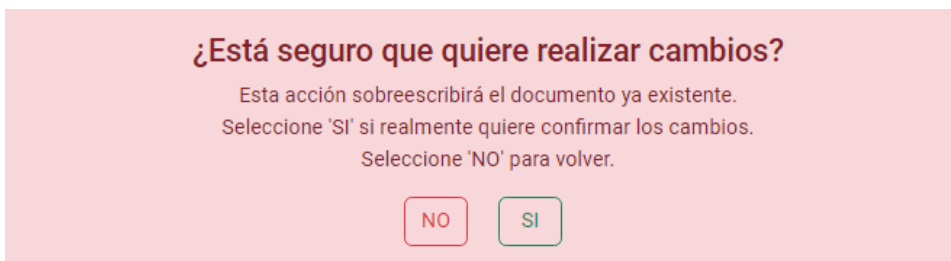 ¿Está seguro que quiere realizar cambios?
Esta acción sobreescribirá el documento ya existente.
Seleccione 'SI' si realmente quiere confirmar los cambios.
Seleccione 'NO' para volver.
NO SI